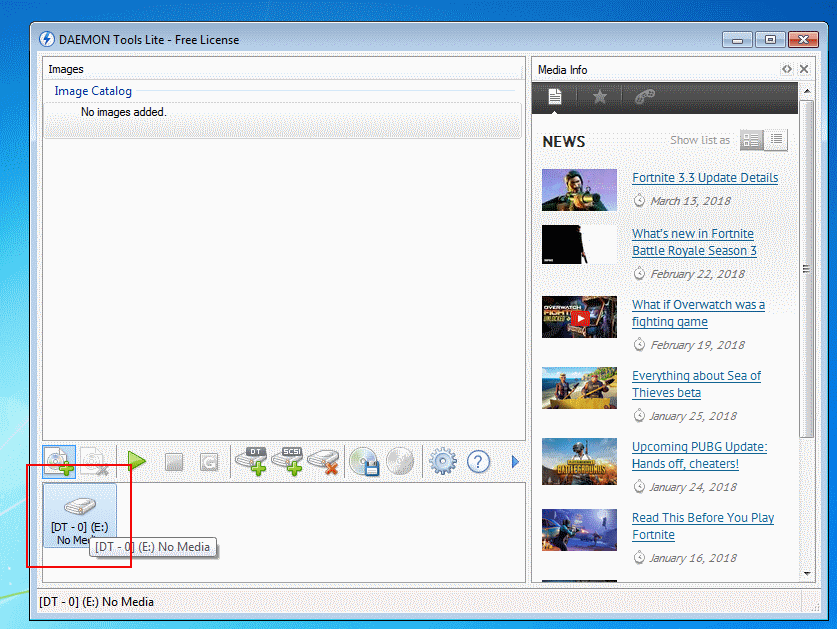 DAEMON Tools Lite - Free License
Images
Image Catalog
No images added.
DT
SCSI
[DT - 0] (E:)
No Med
[DT - 0] (E:) No Media
[DT - 0] (E:) No Media
Media Info
NEWS
Show list as
Fortnite 3.3 Update Details
March 13, 2018
What's new in Fortnite
Battle Royale Season 3
February 22, 2018
OVERWATCH
FIGHTING
UNLOCKED
What if Overwatch was a
fighting game
February 19, 2018
Everything about Sea of
Thieves beta
January 25, 2018
BATTLEGROUNDS
Upcoming PUBG Update:
Hands off, cheaters!
January 24, 2018
Read This Before You Play
Fortnite
January 16, 2018